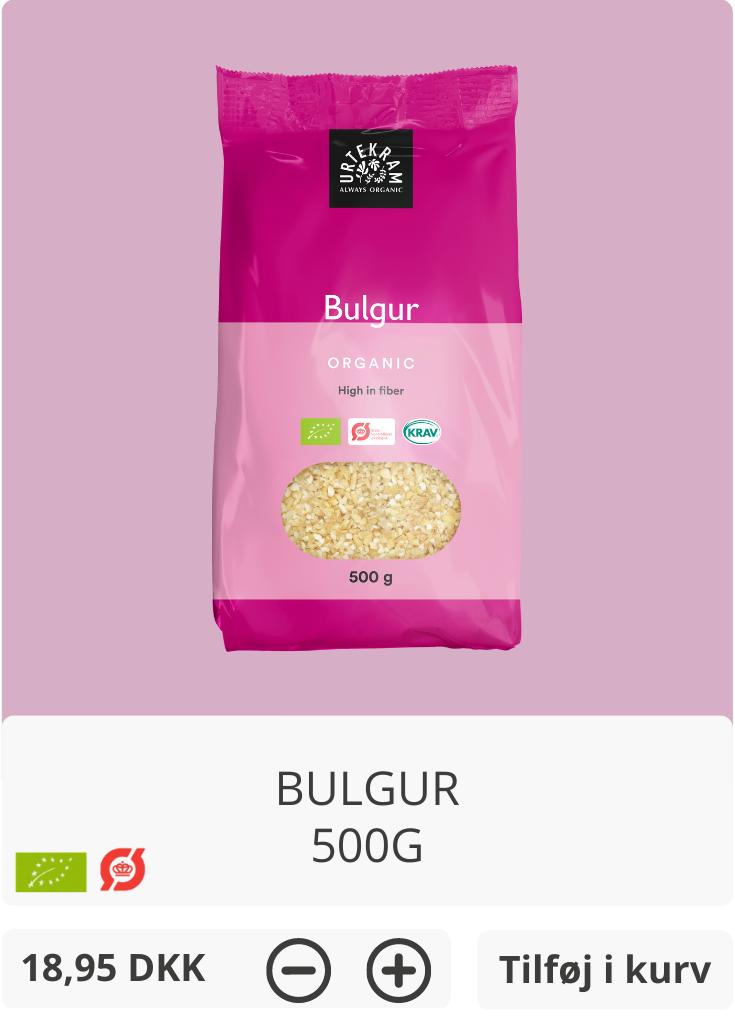 URTEKRAM
ALWAYS ORGANIC
Bulgur
ORGANIC
High in fiber
KRAV
500 g
BULGUR
500G
18,95 DKK
Tilføj i kurv